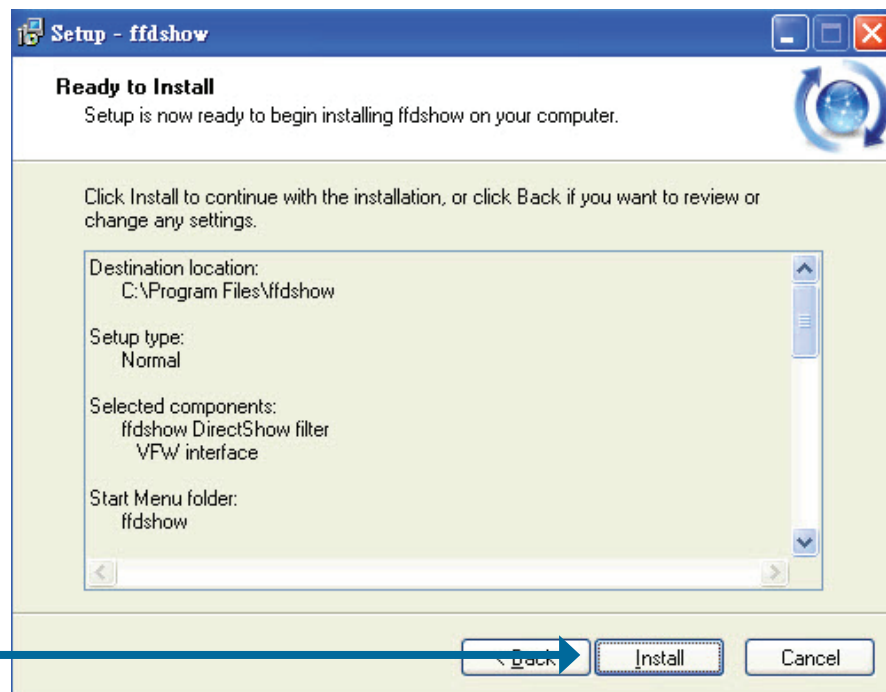 Setup - ffdshow
Ready to Install
Setup is now ready to begin installing ffdshow on your computer.
Click Install to continue with the installation, or click Back if you want to review or
change any settings.
Destination location:
C:\Program Files\ffdshow
Setup type:
Normal
Selected components:
ffdshow DirectShow filter
VFW interface
Start Menu folder:
ffdshow
< Back
Install
Cancel